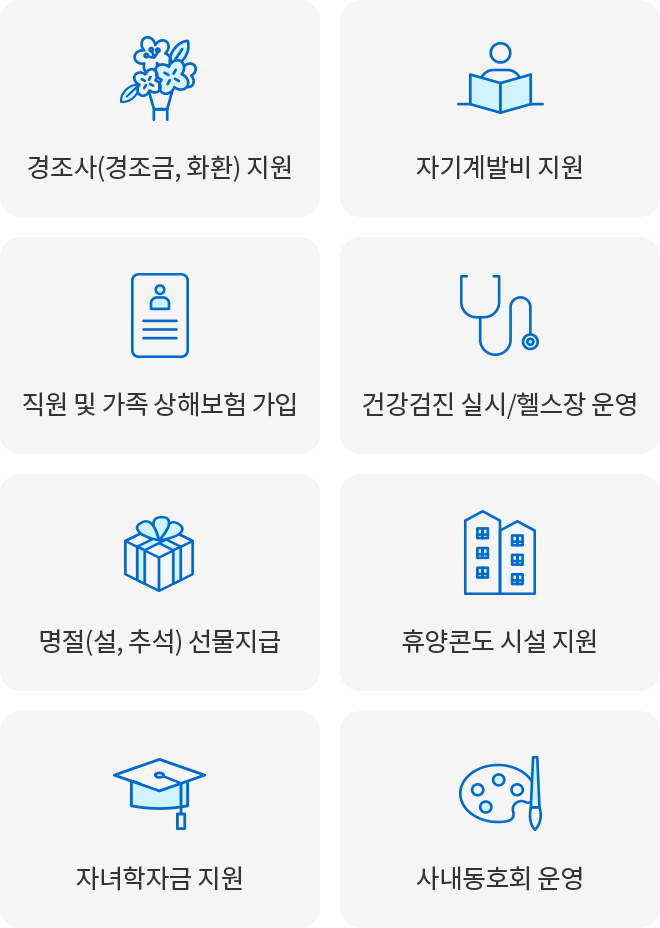 경조사(경조금, 화환) 지원
자기계발비 지원
직원 및 가족 상해보험 가입
건강검진 실시/헬스장 운영
명절(설, 추석) 선물지급
휴양콘도 시설 지원
자녀학자금 지원
사내동호회 운영